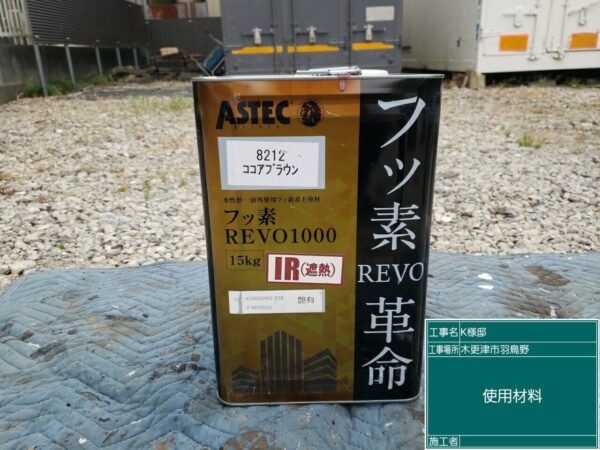 ASTEC
8212
ココアブラウン
水性形 一液外壁用フッ素系上塗材
フッ素
REVO1000
15kg
IR(遮熱)
艶有
フッ素
REVO
革命
工事名 K様邸
工事場所 木更津市羽鳥野
使用材料
施工者